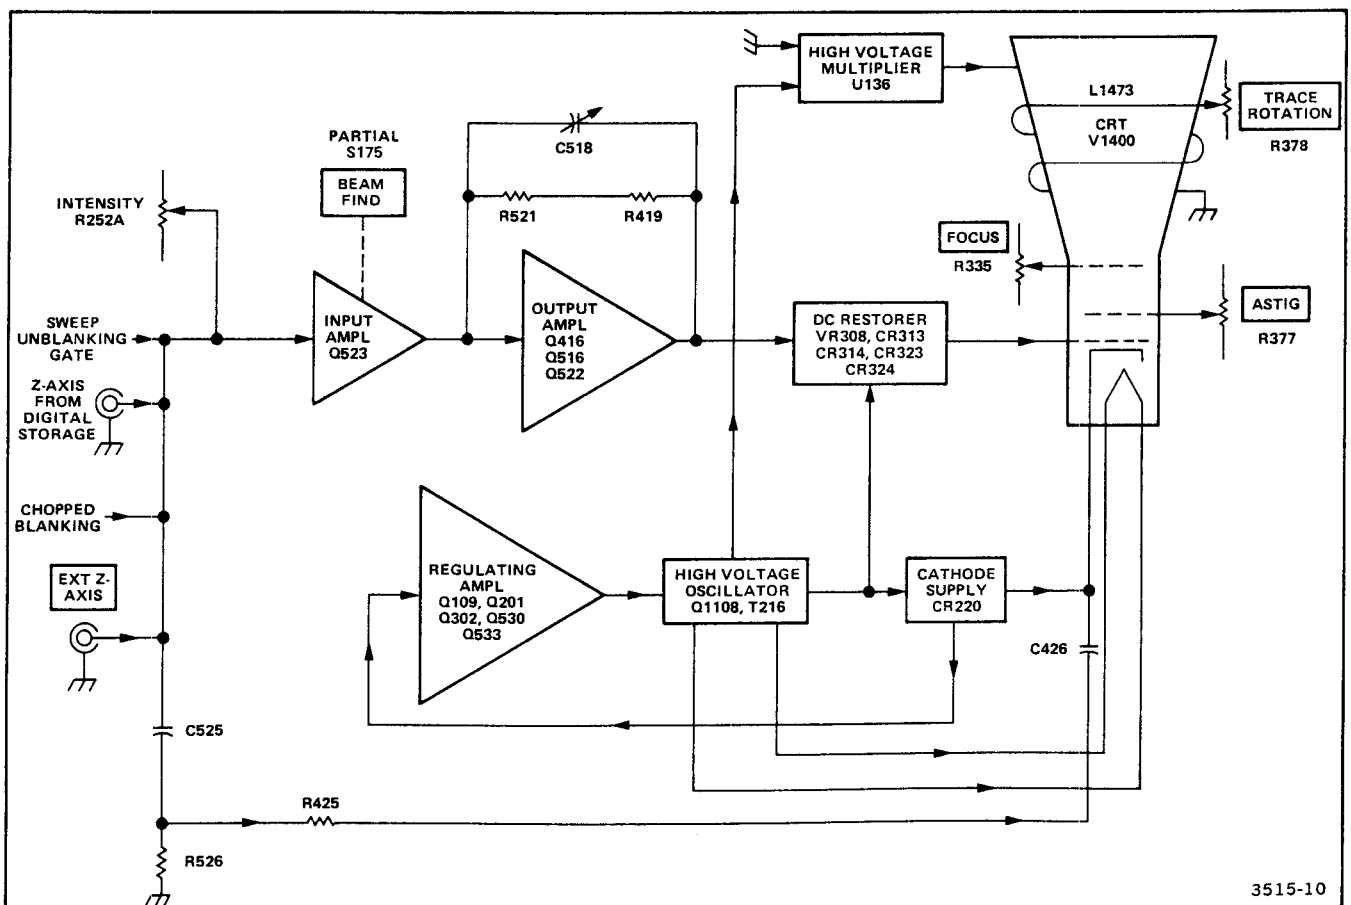 HIGH VOLTAGE
MULTIPLIER
U136
L1473
CRT
V1400
TRACE
ROTATION
R378
PARTIAL
S175
BEAM
FIND
C518
R521
R419
INTENSITY
R252A
FOCUS
R335
ASTIG
R377
SWEEP
UNBLANKING
GATE
INPUT
AMPL
Q523
OUTPUT
AMPL
Q416
Q516
Q522
DC RESTORER
VR308, CR313
CR314, CR323
CR324
Z-AXIS
FROM
DIGITAL
STORAGE
CHOPPED
BLANKING
EXT Z-
AXIS
REGULATING
AMPL
Q109, Q201
Q302, Q530
Q533
HIGH VOLTAGE
OSCILLATOR
Q1108, T216
CATHODE
SUPPLY
CR220
C426
C525
R425
R526
3515-10